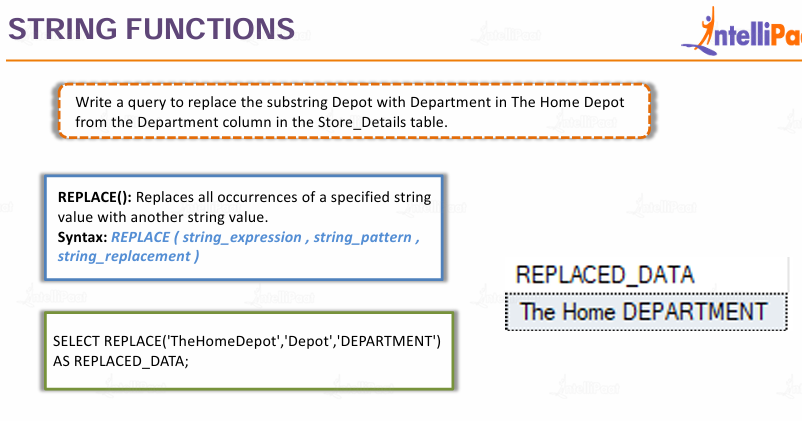 STRING FUNCTIONS
IntelliPa
Write a query to replace the substring Depot with Department in The Home Depot
from the Department column in the Store_Details table.
REPLACE(): Replaces all occurrences of a specified string
value with another string value.
Syntax: REPLACE ( string_expression , string_pattern ,
string_replacement )
REPLACED_DATA
The Home DEPARTMENT
SELECT REPLACE('TheHomeDepot','Depot','DEPARTMENT')
AS REPLACED_DATA;